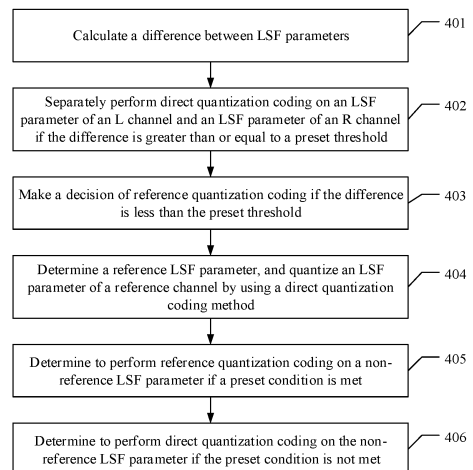 Calculate a difference between LSF parameters
401
Separately perform direct quantization coding on an LSF
parameter of an L channel and an LSF parameter of an R channel
if the difference is greater than or equal to a preset threshold
402
Make a decision of reference quantization coding if the difference
is less than the preset threshold
403
Determine a reference LSF parameter, and quantize an LSF
parameter of a reference channel by using a direct quantization
coding method
404
Determine to perform reference quantization coding on a non-
reference LSF parameter if a preset condition is met
405
Determine to perform direct quantization coding on the non-
reference LSF parameter if the preset condition is not met
406